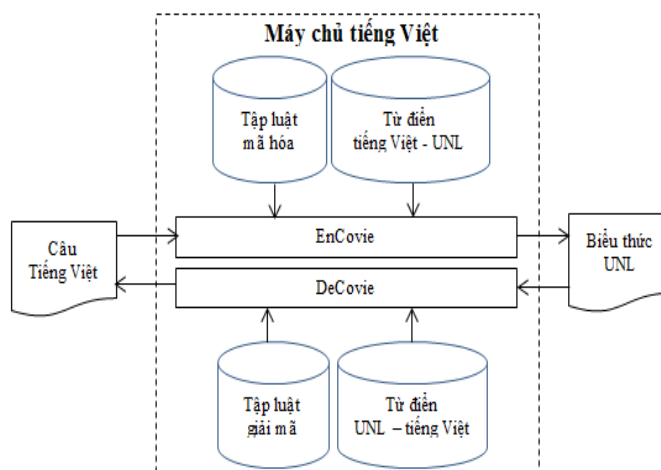 Máy chủ tiếng Việt
Tập luật
mã hóa
Từ điển
tiếng Việt - UNL
Câu
Tiếng Việt
EnCovie
DeCovie
Biểu thức
UNL
Tập luật
giải mã
Từ điển
UNL – tiếng Việt